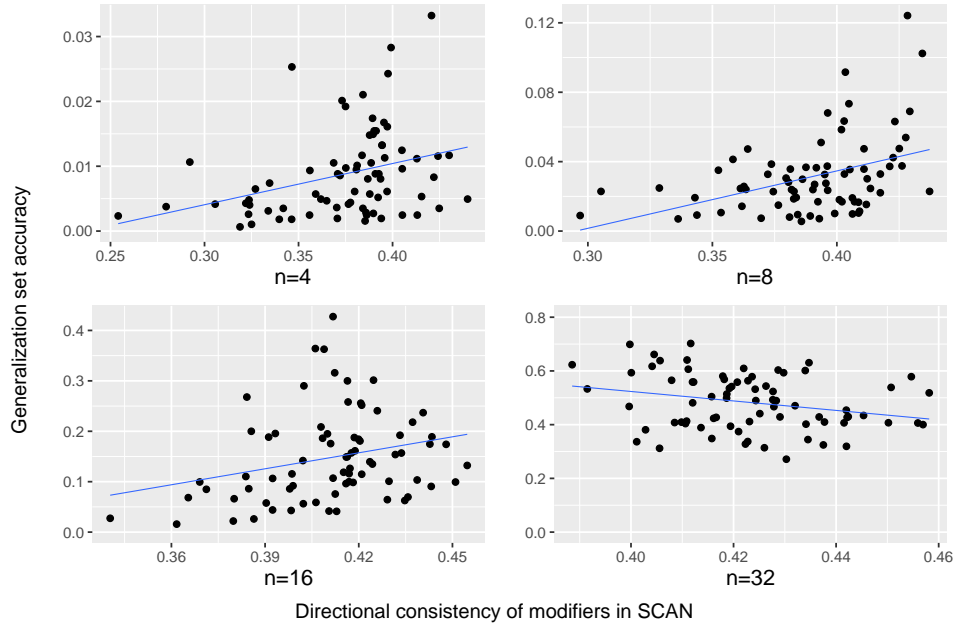 Generalization set accuracy
0.03
0.02
0.01
0.00
0.25 0.30 0.35 0.40
n=4
0.12
0.08
0.04
0.00
0.30 0.35 0.40
n=8
0.4
0.3
0.2
0.1
0.0
0.36 0.39 0.42 0.45
n=16
0.8
0.6
0.4
0.2
0.0
0.40 0.42 0.44 0.46
n=32
Directional consistency of modifiers in SCAN